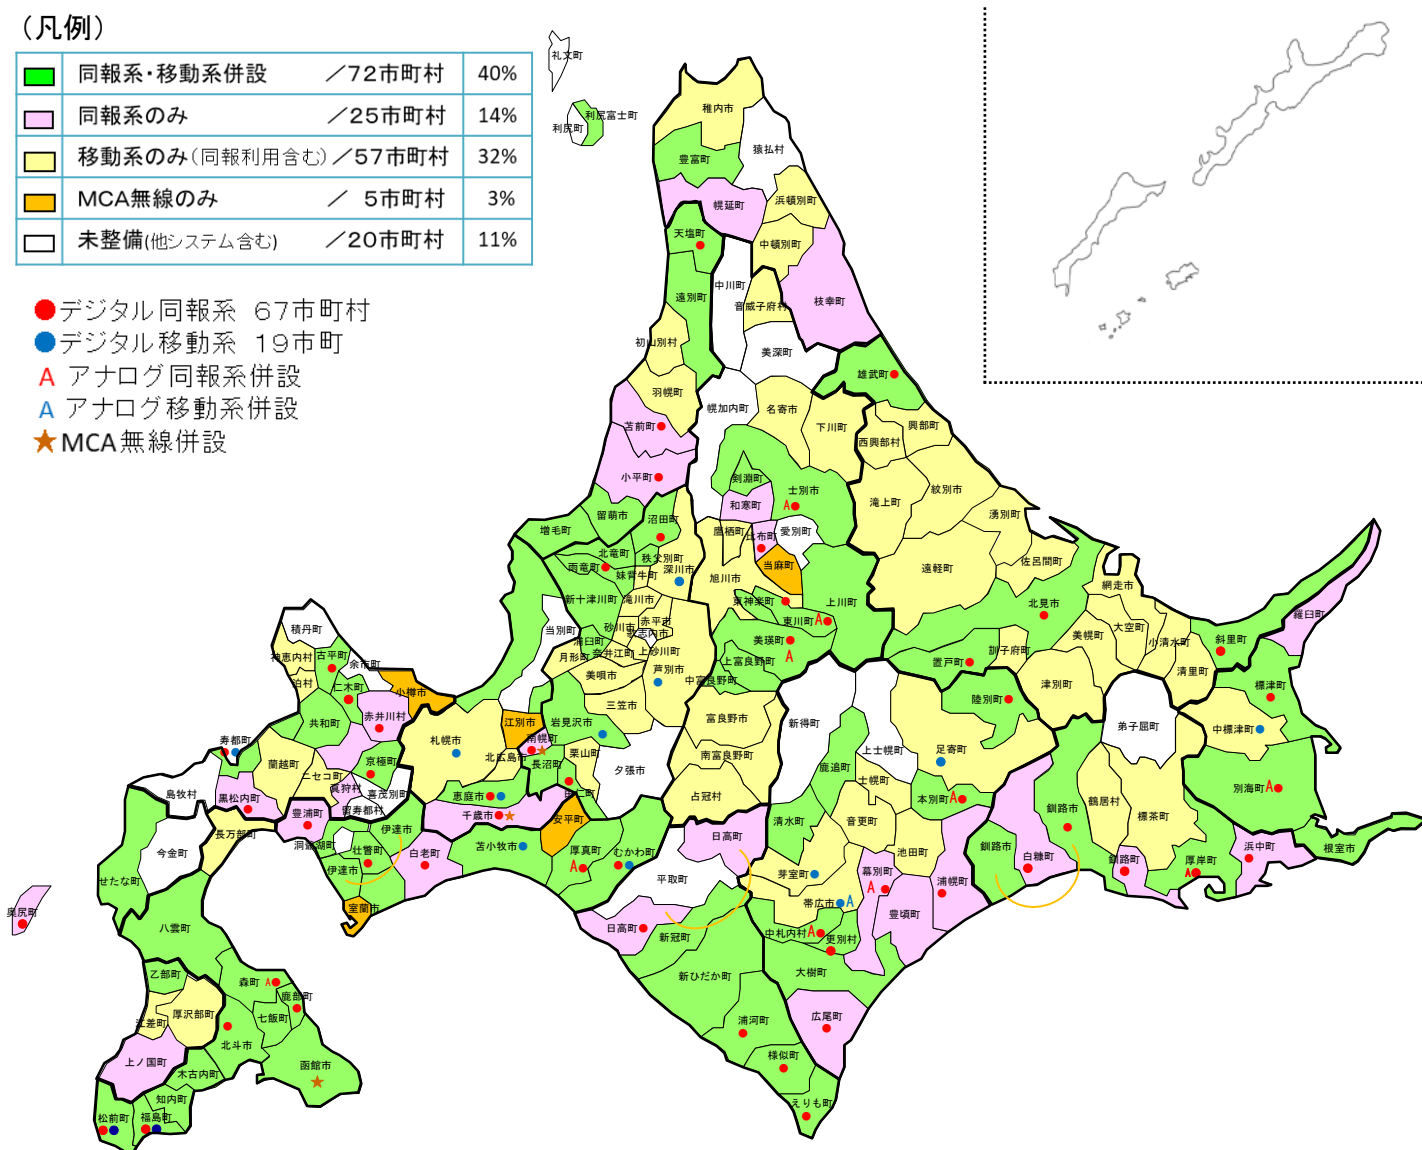 (凡例)
同報系・移動系併設 /72市町村 40%
同報系のみ /25市町村 14%
移動系のみ(同報利用含む)/57市町村 32%
MCA無線のみ / 5市町村 3%
未整備(他システム含む) /20市町村 11%
デジタル同報系 67市町村
デジタル移動系 19市町
A アナログ同報系併設
A アナログ移動系併設
MCA無線併設
礼文町
利尻富士町
利尻町
稚内市
猿払村
豊富町
幌延町
浜頓別町
天塩町
中頓別町
中川町
遠別町
音威子府村
枝幸町
初山別村
美深町
雄武町
羽幌町
幌加内町
名寄市
下川町
興部町
西興部村
苫前町
小平町
剣淵町
士別市
A
和寒町
滝上町
紋別市
湧別町
留萌市
沼田町
増毛町
鷹栖町
比布町
愛別町
北竜町
秩父別町
雨竜町
妹背牛町
深川市
旭川市
当麻町
遠軽町
佐呂間町
網走市
新十津川町
滝川市
東神楽町
上川町
北見市
羅臼町
積丹町
当別町
砂川市
赤平市
歌志内市
東川町
A
大空町
美幌町
小清水町
斜里町
浦臼町
奈井江町
上砂川町
美瑛町
A
神恵内村
古平町
余市町
月形町
芦別市
上富良野町
置戸町
訓子府町
清里町
泊村
仁木町
小樽市
美唄市
中富良野町
津別町
標津町
共和町
赤井川村
三笠市
陸別町
江別市
岩見沢市
富良野市
新得町
弟子屈町
中標津町
寿都町
札幌市
南幌町
北広島市
栗山町
上士幌町
足寄町
蘭越町
京極町
長沼町
南富良野町
夕張市
鹿追町
ニセコ町
喜茂別町
士幌町
島牧村
黒松内町
真狩村
留寿都村
恵庭市
由仁町
占冠村
本別町
A
鶴居村
別海町
A
豊浦町
千歳市
安平町
清水町
音更町
釧路市
標茶町
長万部町
洞爺湖町
伊達市
日高町
根室市
今金町
壮瞥町
白老町
苫小牧市
厚真町
A
むかわ町
池田町
釧路市
白糠町
釧路町
厚岸町
A
浜中町
せたな町
伊達市
平取町
芽室町
幕別町
A
浦幌町
奥尻町
室蘭市
帯広市
A
豊頃町
八雲町
日高町
新冠町
中札内村
A
更別村
乙部町
森町
A
新ひだか町
大樹町
鹿部町
江差町
厚沢部町
七飯町
浦河町
広尾町
上ノ国町
北斗市
函館市
様似町
木古内町
知内町
松前町
福島町
えりも町